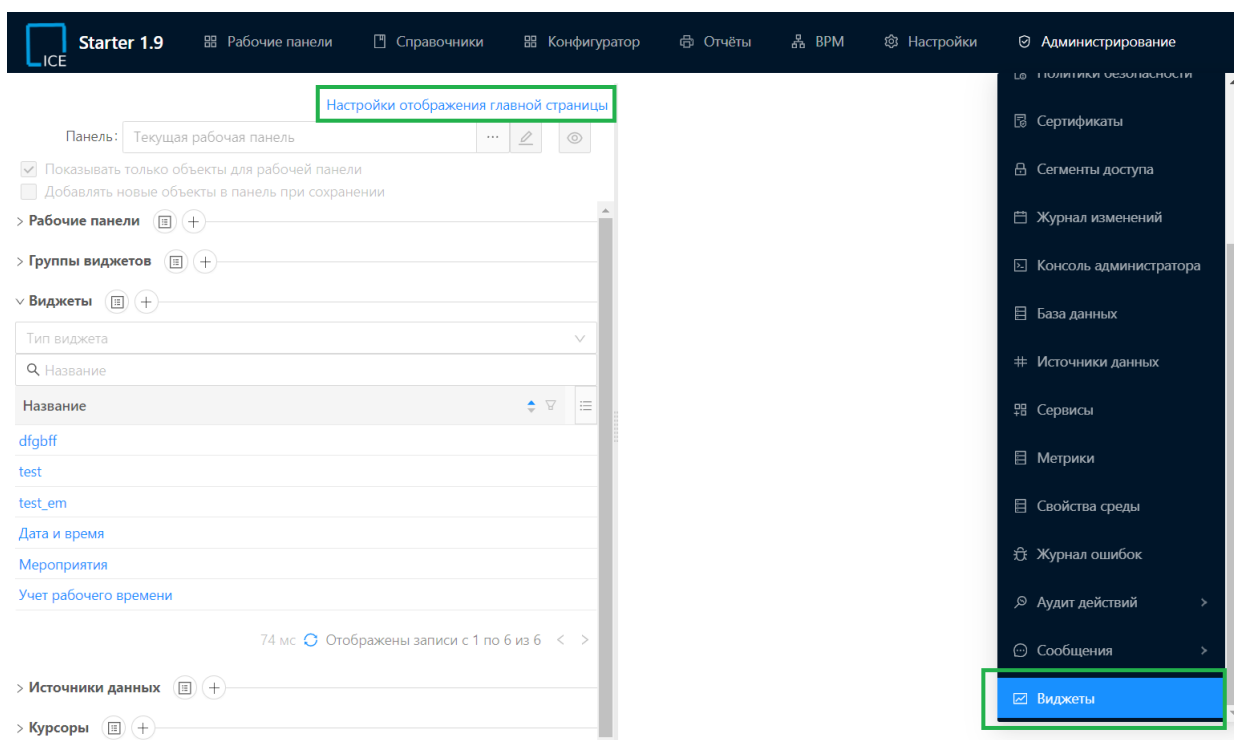 ICE
Starter 1.9
Рабочие панели
Справочники
Конфигуратор
Отчёты
BPM
Настройки
Администрирование
Настройки отображения главной страницы
Панель:
Текущая рабочая панель
Показывать только объекты для рабочей панели
Добавлять новые объекты в панель при сохранении
Рабочие панели
Группы виджетов
Виджеты
Тип виджета
Название
Название
dfgbff
test
test_em
Дата и время
Мероприятия
Учет рабочего времени
74 мс Отображены записи с 1 по 6 из 6
Источники данных
Курсоры
Политики безопасности
Сертификаты
Сегменты доступа
Журнал изменений
Консоль администратора
База данных
Источники данных
Сервисы
Метрики
Свойства среды
Журнал ошибок
Аудит действий
Сообщения
Виджеты